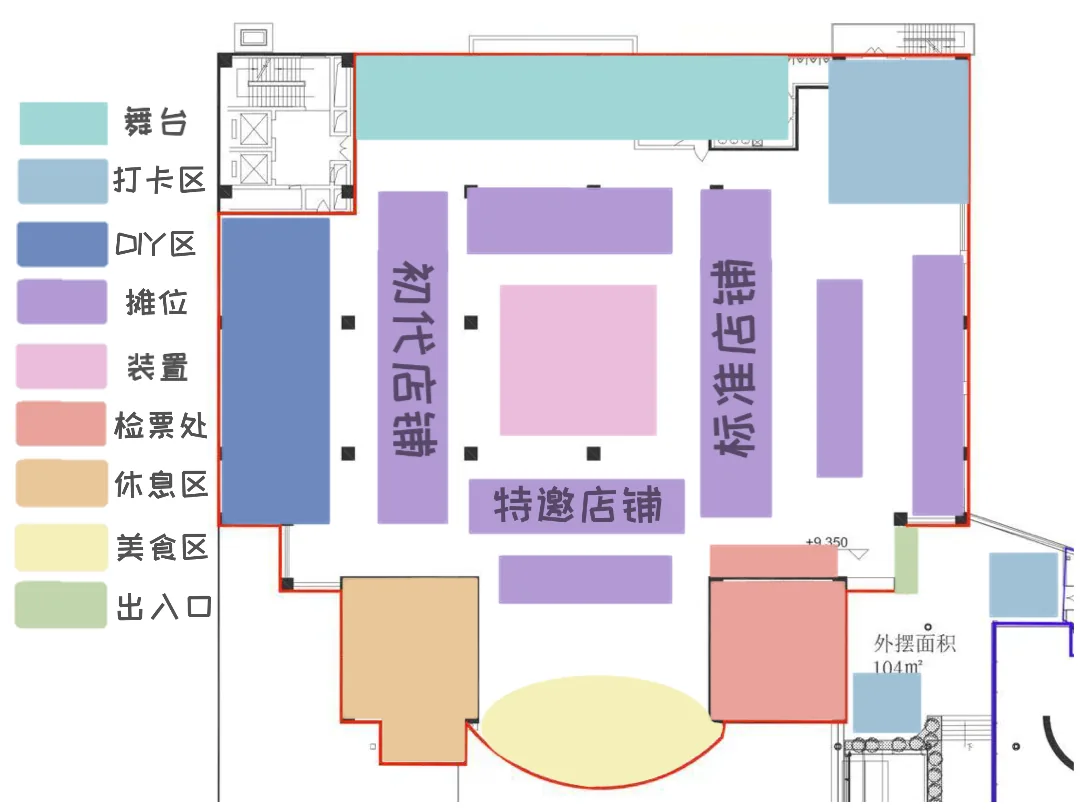 舞台
打卡区
DIY区
摊位
装置
检票处
休息区
美食区
出入口
初代店铺
标准店铺
特邀店铺
+9.350
外摆面积
104㎡
下